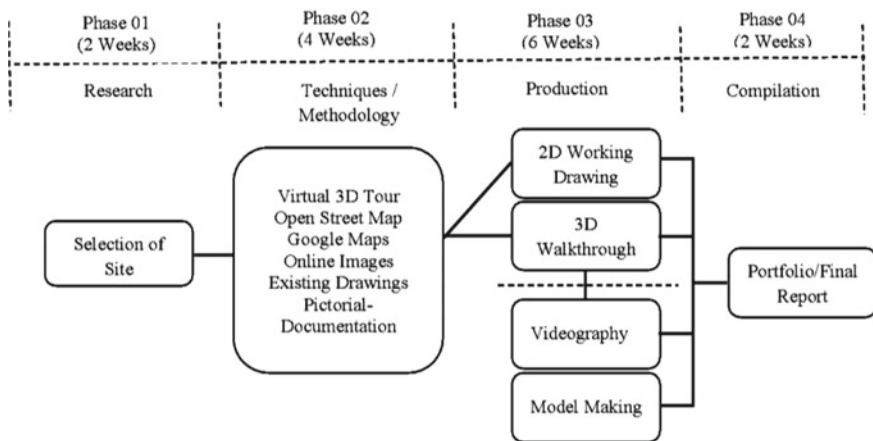 Phase 01
(2 Weeks)
Phase 02
(4 Weeks)
Phase 03
(6 Weeks)
Phase 04
(2 Weeks)
Research
Techniques /
Methodology
Production
Compilation
Selection of
Site
Virtual 3D Tour
Open Street Map
Google Maps
Online Images
Existing Drawings
Pictorial-
Documentation
2D Working
Drawing
3D
Walkthrough
Videography
Model Making
Portfolio/Final
Report